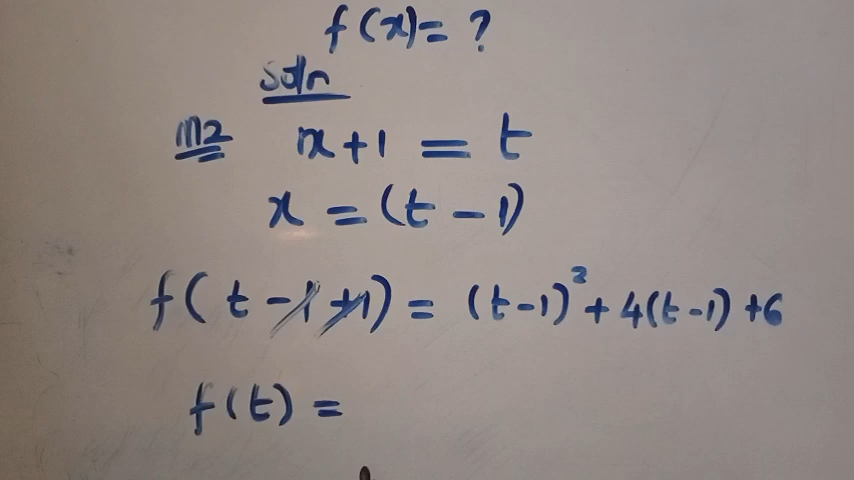 f(x)= ?
Soln
M2 x+1 = t
x = (t - 1)
f( t - 1 + 1) = (t-1)² + 4(t-1) + 6
f(t) =